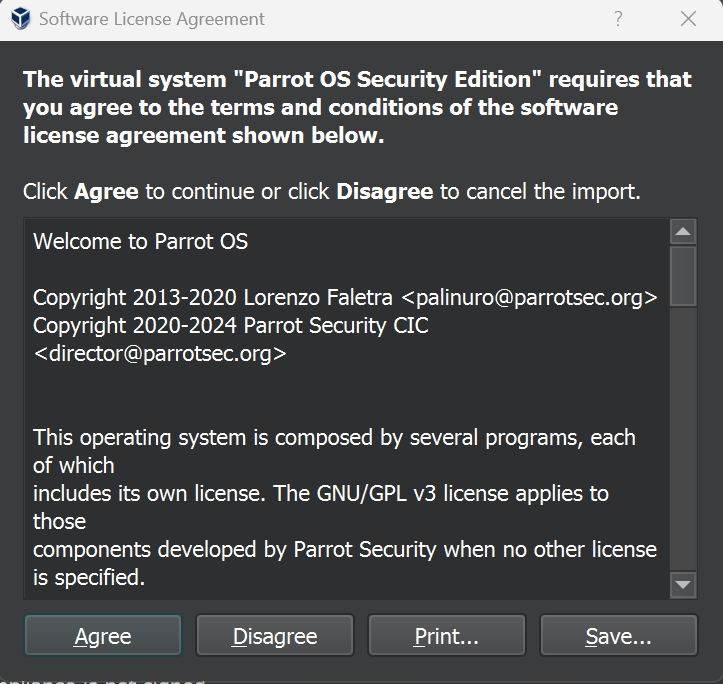 Software License Agreement
The virtual system "Parrot OS Security Edition" requires that
you agree to the terms and conditions of the software
license agreement shown below.
Click Agree to continue or click Disagree to cancel the import.
Welcome to Parrot OS
Copyright 2013-2020 Lorenzo Faletra <palinuro@parrotsec.org>
Copyright 2020-2024 Parrot Security CIC
<director@parrotsec.org>
This operating system is composed by several programs, each
of which
includes its own license. The GNU/GPL v3 license applies to
those
components developed by Parrot Security when no other license
is specified.
Agree Disagree Print... Save...
is not signed